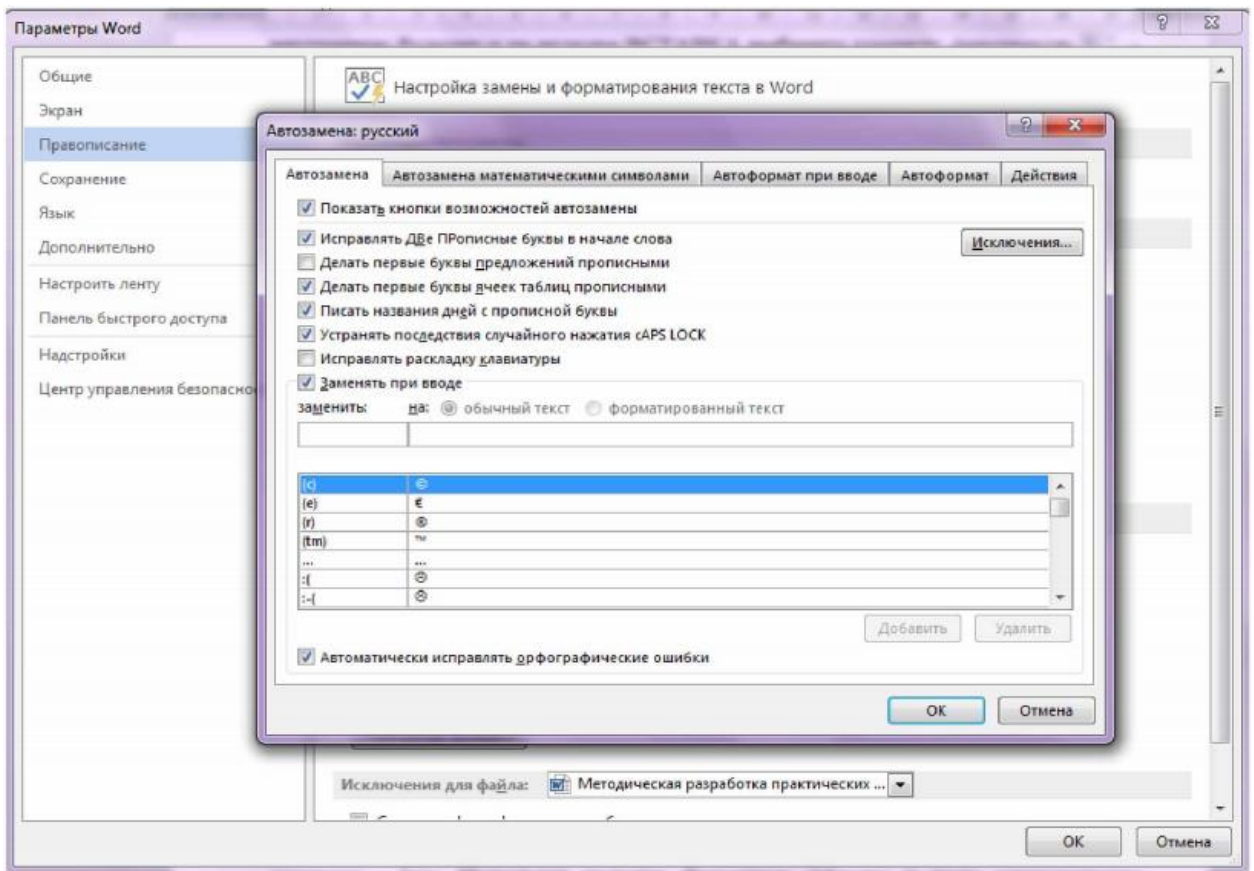 Параметры Word
Общие
Экран
Правописание
Сохранение
Язык
Дополнительно
Настроить ленту
Панель быстрого доступа
Надстройки
Центр управления
ABC
Настройка замены и форматирования текста в Word
Автозамена: русский
Автозамена Автозамена математическими символами Автоформат при вводе Автоформат Действия
Показать кнопки возможностей автозамены
Исправлять ДВе ПРописные буквы в начале слова
Исключения...
Делать первые буквы предложений прописными
Делать первые буквы ячеек таблиц прописными
Писать названия дней с прописной буквы
Устранять последствия случайного нажатия cAPS LOCK
Исправлять раскладку клавиатуры
Заменять при вводе
заменить: на: обычный текст форматированный текст
(c) ©
(e) €
(r) ®
(tm) ™
... ...
:( ☹
:-( ☹
Добавить Удалить
Автоматически исправлять орфографические ошибки
ОК Отмена
Исключения для файла: Методическая разработка практических ...
ОК Отмена